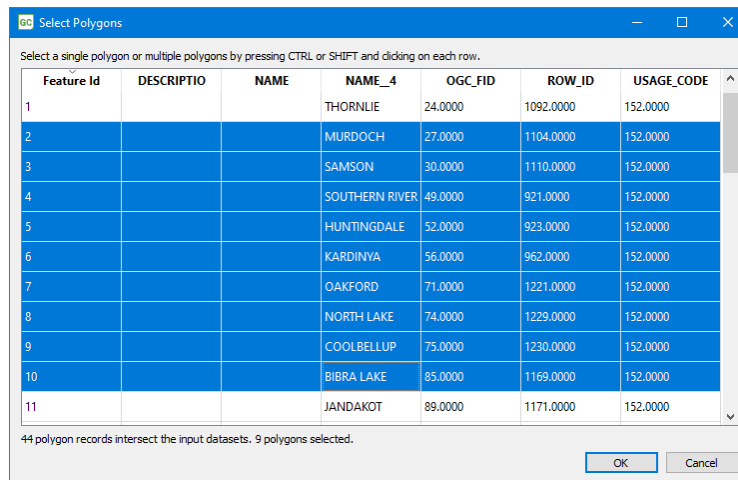 GC Select Polygons
Select a single polygon or multiple polygons by pressing CTRL or SHIFT and clicking on each row.
Feature Id DESCRIPTIO NAME NAME__4 OGC_FID ROW_ID USAGE_CODE
1 THORNLIE 24.0000 1092.0000 152.0000
2 MURDOCH 27.0000 1104.0000 152.0000
3 SAMSON 30.0000 1110.0000 152.0000
4 SOUTHERN RIVER 49.0000 921.0000 152.0000
5 HUNTINGDALE 52.0000 923.0000 152.0000
6 KARDINYA 56.0000 962.0000 152.0000
7 OAKFORD 71.0000 1221.0000 152.0000
8 NORTH LAKE 74.0000 1229.0000 152.0000
9 COOLBELLUP 75.0000 1230.0000 152.0000
10 BIBRA LAKE 85.0000 1169.0000 152.0000
11 JANDAKOT 89.0000 1171.0000 152.0000
44 polygon records intersect the input datasets. 9 polygons selected.
OK Cancel